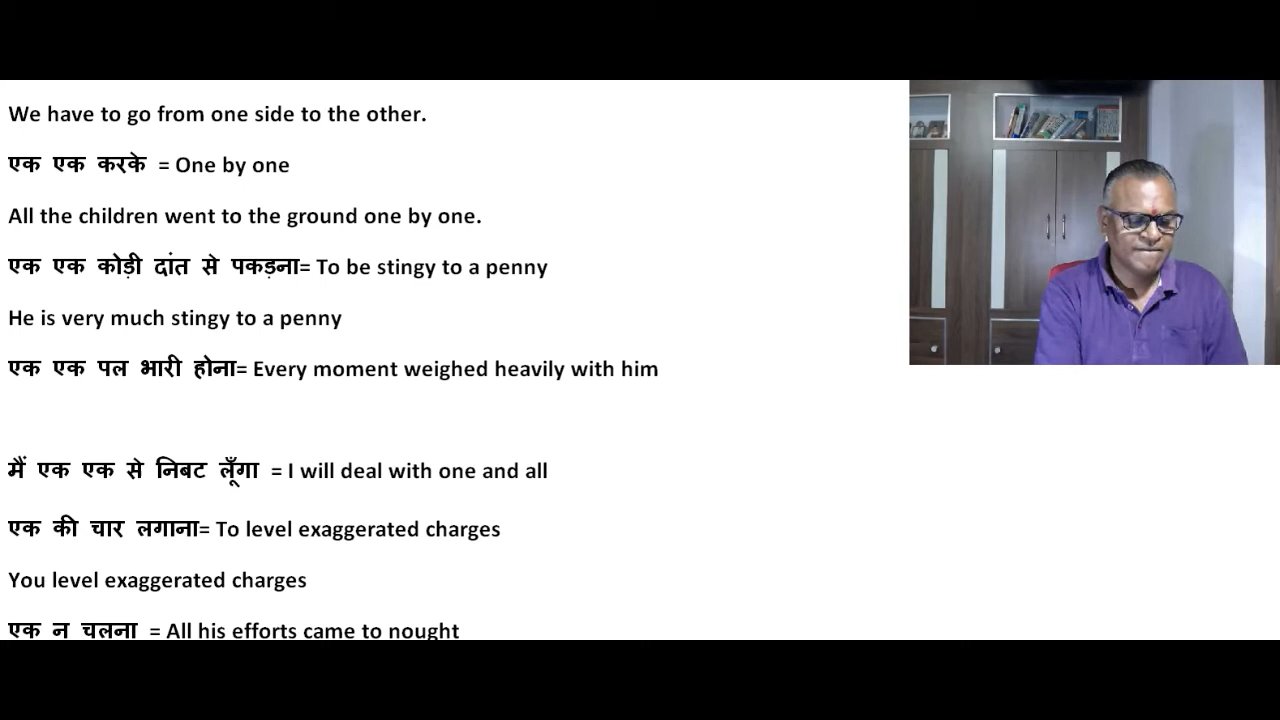 We have to go from one side to the other.
एक एक करके = One by one
All the children went to the ground one by one.
एक एक कोड़ी दांत से पकड़ना= To be stingy to a penny
He is very much stingy to a penny
एक एक पल भारी होना= Every moment weighed heavily with him
मैं एक एक से निबट लूँगा = I will deal with one and all
एक की चार लगाना= To level exaggerated charges
You level exaggerated charges
एक न चलना = All his efforts came to nought